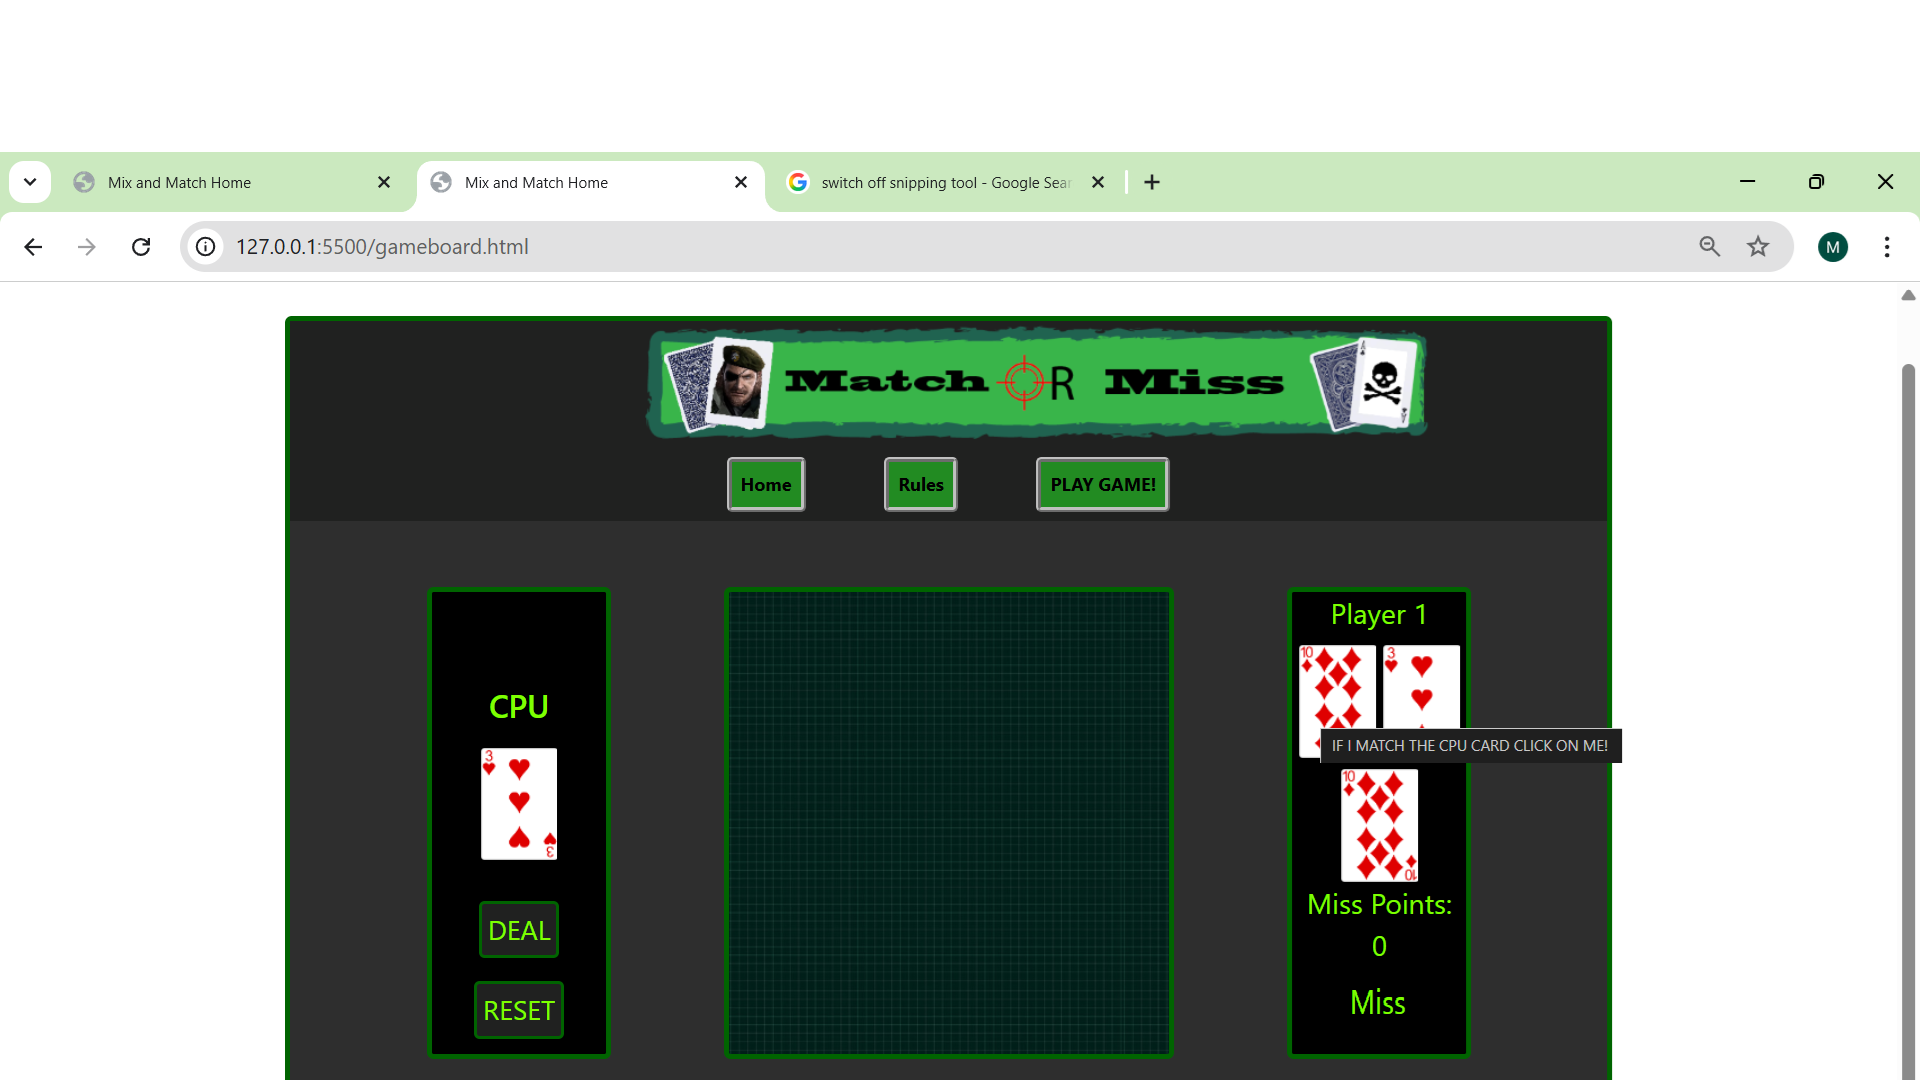 Mix and Match Home
Mix and Match Home
switch off snipping tool - Google Sear
127.0.0.1:5500/gameboard.html
M
Match OR Miss
A
A
Home
Rules
PLAY GAME!
CPU
3
3
DEAL
RESET
Player 1
10
3
IF I MATCH THE CPU CARD CLICK ON ME!
10
10
Miss Points:
0
Miss